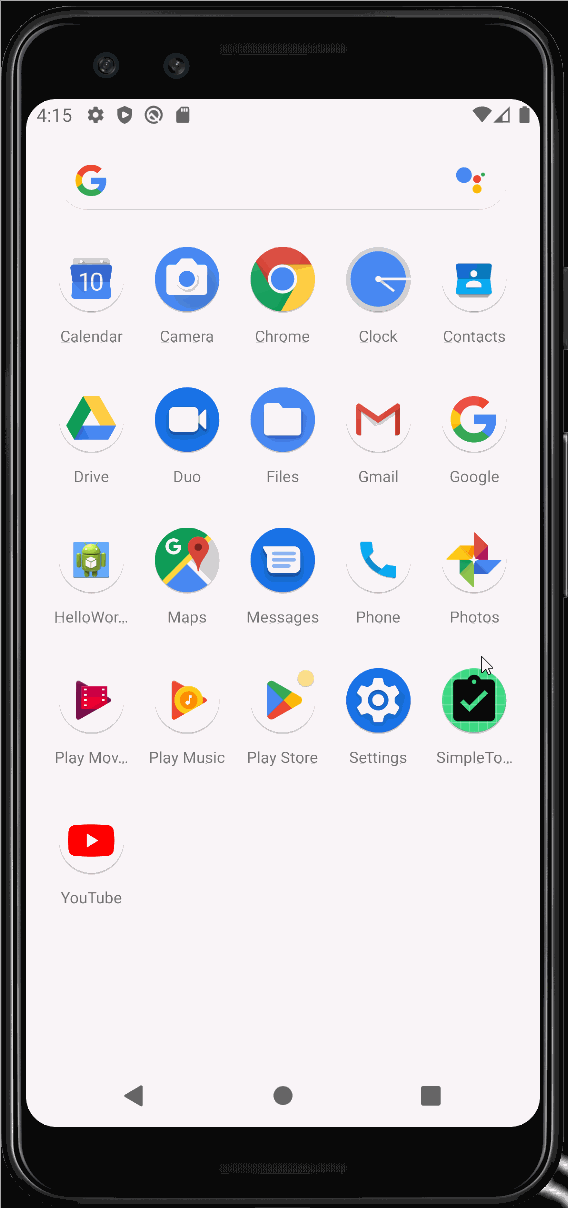 4:15
10
Calendar Camera Chrome Clock Contacts
Drive Duo Files Gmail Google
G
HelloWor... Maps Messages Phone Photos
Play Mov... Play Music Play Store Settings SimpleTo...
YouTube